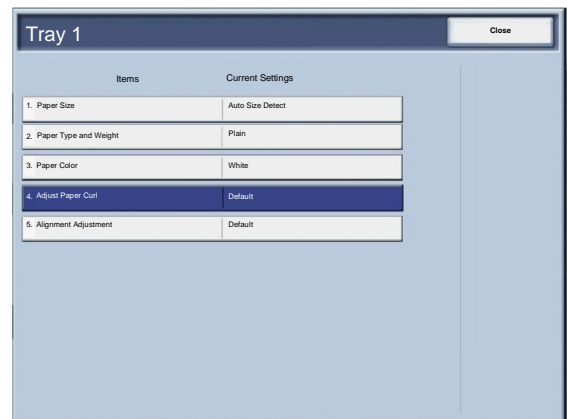 Tray 1
Close
Items Current Settings
1. Paper Size Auto Size Detect
2. Paper Type and Weight Plain
3. Paper Color White
4. Adjust Paper Curl Default
5. Alignment Adjustment Default